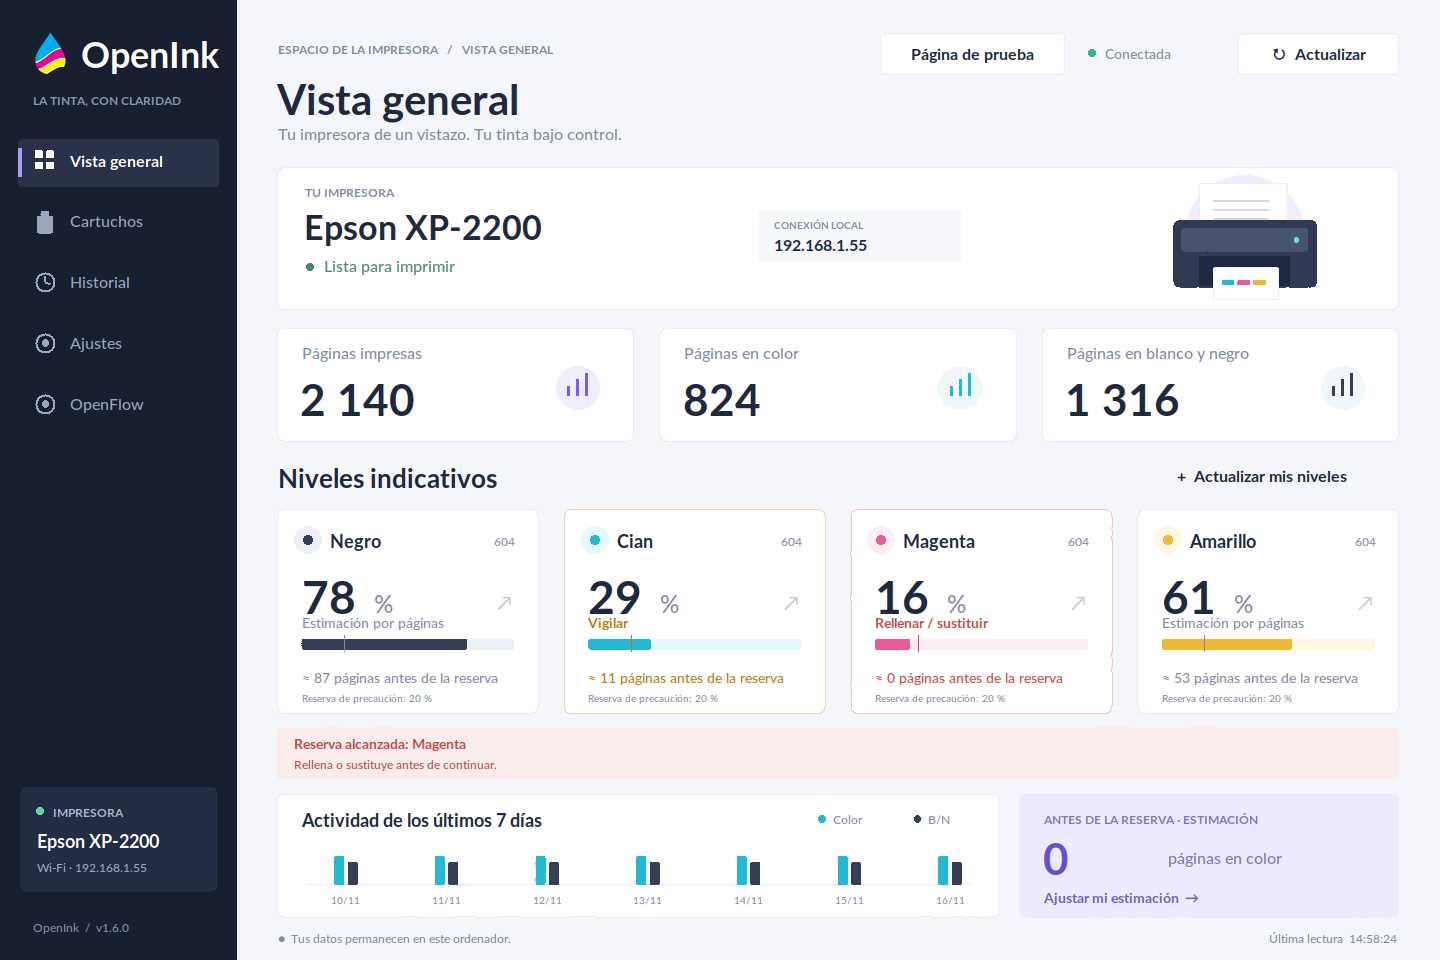 OpenInk
LA TINTA, CON CLARIDAD
Vista general
Cartuchos
Historial
Ajustes
OpenFlow
IMPRESORA
Epson XP-2200
Wi-Fi · 192.168.1.55
OpenInk / v1.6.0
ESPACIO DE LA IMPRESORA / VISTA GENERAL
Página de prueba
Conectada
↻ Actualizar
Vista general
Tu impresora de un vistazo. Tu tinta bajo control.
TU IMPRESORA
Epson XP-2200
Lista para imprimir
CONEXIÓN LOCAL
192.168.1.55
Páginas impresas
2 140
Páginas en color
824
Páginas en blanco y negro
1 316
Niveles indicativos
+ Actualizar mis niveles
Negro 604
78 %
Estimación por páginas
≈ 87 páginas antes de la reserva
Reserva de precaución: 20 %
Cian 604
29 %
Vigilar
≈ 11 páginas antes de la reserva
Reserva de precaución: 20 %
Magenta 604
16 %
Rellenar / sustituir
≈ 0 páginas antes de la reserva
Reserva de precaución: 20 %
Amarillo 604
61 %
Estimación por páginas
≈ 53 páginas antes de la reserva
Reserva de precaución: 20 %
Reserva alcanzada: Magenta
Rellena o sustituye antes de continuar.
Actividad de los últimos 7 días
Color B/N
10/11 11/11 12/11 13/11 14/11 15/11 16/11
ANTES DE LA RESERVA · ESTIMACIÓN
0 páginas en color
Ajustar mi estimación →
Tus datos permanecen en este ordenador.
Última lectura 14:58:24